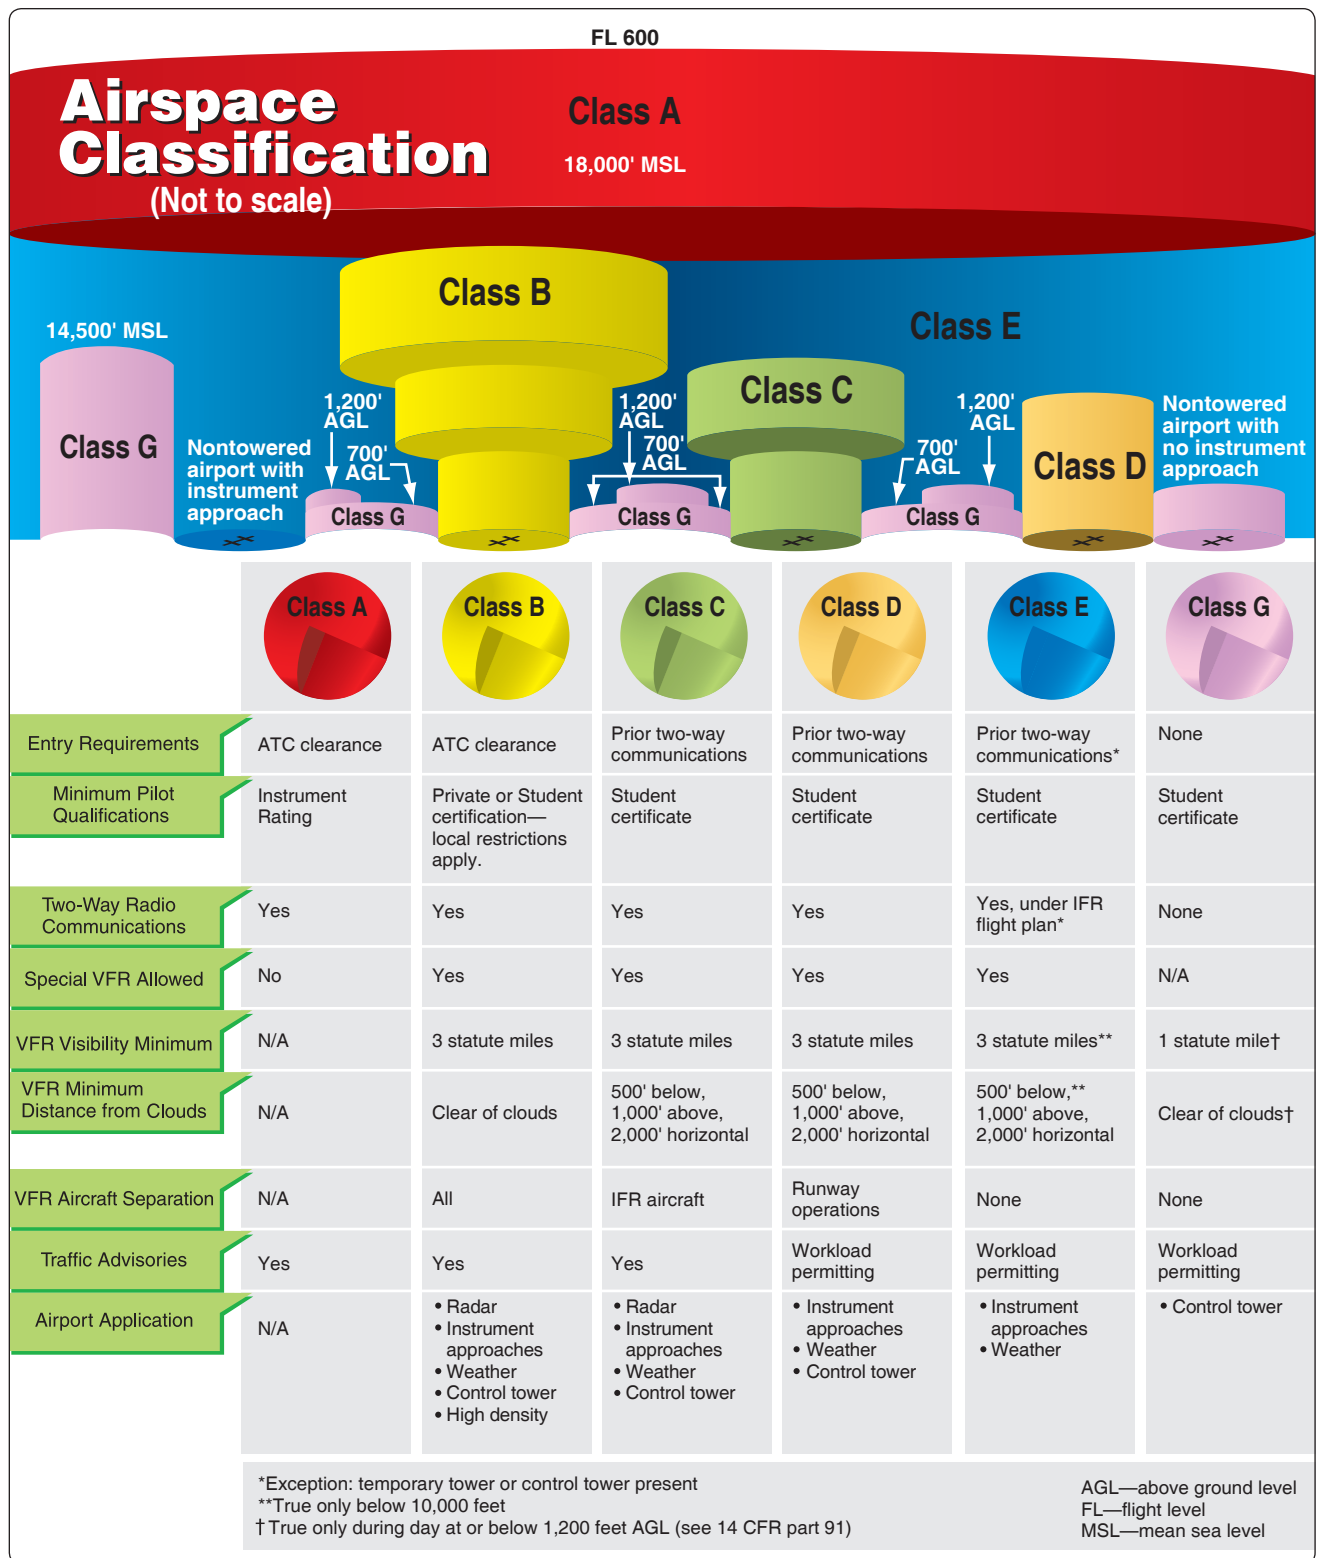 FL 600
Airspace
Classification
(Not to scale)
Class A
18,000' MSL
Class B
Class E
14,500' MSL
Class G
Nontowered
airport with
instrument
approach
1,200'
AGL
700'
AGL
Class G
1,200'
AGL
700'
AGL
Class G
Class C
1,200'
AGL
700'
AGL
Class G
Class D
Nontowered
airport with
no instrument
approach
Class A
Class B
Class C
Class D
Class E
Class G
Entry Requirements
ATC clearance
ATC clearance
Prior two-way
communications
Prior two-way
communications
Prior two-way
communications*
None
Minimum Pilot
Qualifications
Instrument
Rating
Private or Student
certification—
local restrictions
apply.
Student
certificate
Student
certificate
Student
certificate
Student
certificate
Two-Way Radio
Communications
Yes
Yes
Yes
Yes
Yes, under IFR
flight plan*
None
Special VFR Allowed
No
Yes
Yes
Yes
Yes
N/A
VFR Visibility Minimum
N/A
3 statute miles
3 statute miles
3 statute miles
3 statute miles**
1 statute mile†
VFR Minimum
Distance from Clouds
N/A
Clear of clouds
500' below,
1,000' above,
2,000' horizontal
500' below,
1,000' above,
2,000' horizontal
500' below,**
1,000' above,
2,000' horizontal
Clear of clouds†
VFR Aircraft Separation
N/A
All
IFR aircraft
Runway
operations
None
None
Traffic Advisories
Yes
Yes
Yes
Workload
permitting
Workload
permitting
Workload
permitting
Airport Application
N/A
• Radar
• Instrument
approaches
• Weather
• Control tower
• High density
• Radar
• Instrument
approaches
• Weather
• Control tower
• Instrument
approaches
• Weather
• Control tower
• Instrument
approaches
• Weather
• Control tower
*Exception: temporary tower or control tower present
**True only below 10,000 feet
†True only during day at or below 1,200 feet AGL (see 14 CFR part 91)
AGL—above ground level
FL—flight level
MSL—mean sea level